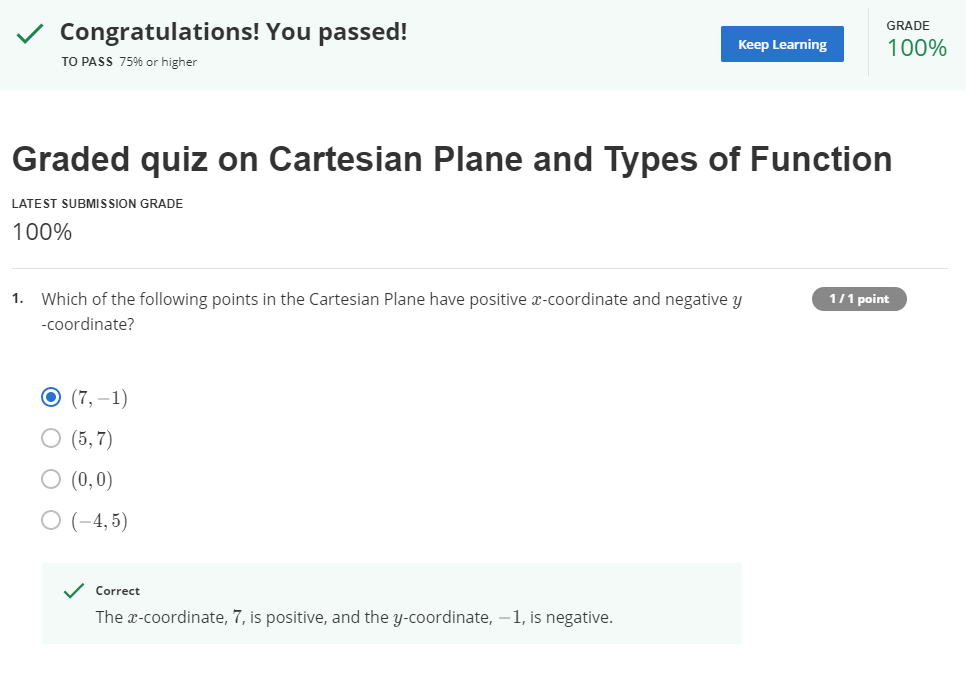 Congratulations! You passed!
TO PASS 75% or higher
Keep Learning
GRADE
100%
Graded quiz on Cartesian Plane and Types of Function
LATEST SUBMISSION GRADE
100%
1. Which of the following points in the Cartesian Plane have positive x-coordinate and negative y
-coordinate?
1 / 1 point
(7, −1)
(5, 7)
(0, 0)
(−4, 5)
Correct
The x-coordinate, 7, is positive, and the y-coordinate, −1, is negative.